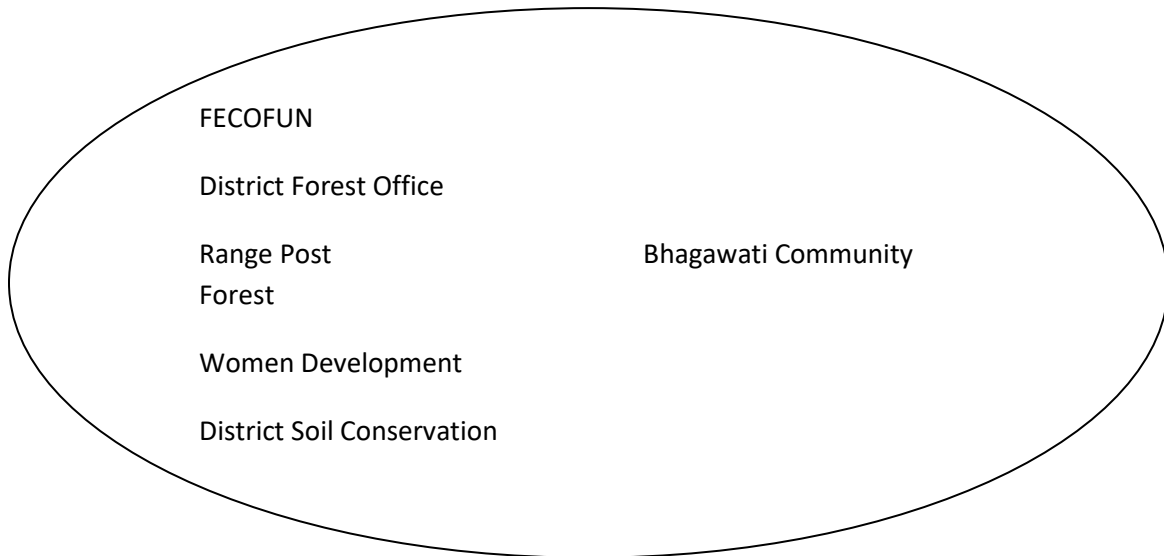 FECOFUN
District Forest Office
Range Post Bhagawati Community
Forest
Women Development
District Soil Conservation